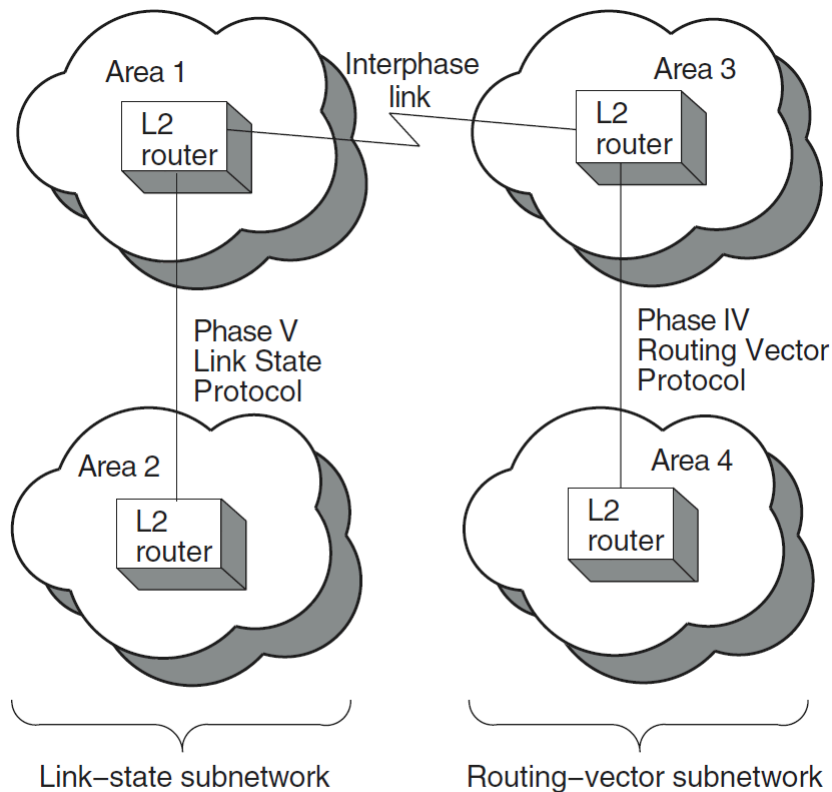 Area 1
L2
router
Interphase
link
Area 3
L2
router
Phase V
Link State
Protocol
Phase IV
Routing Vector
Protocol
Area 2
L2
router
Area 4
L2
router
Link–state subnetwork
Routing–vector subnetwork